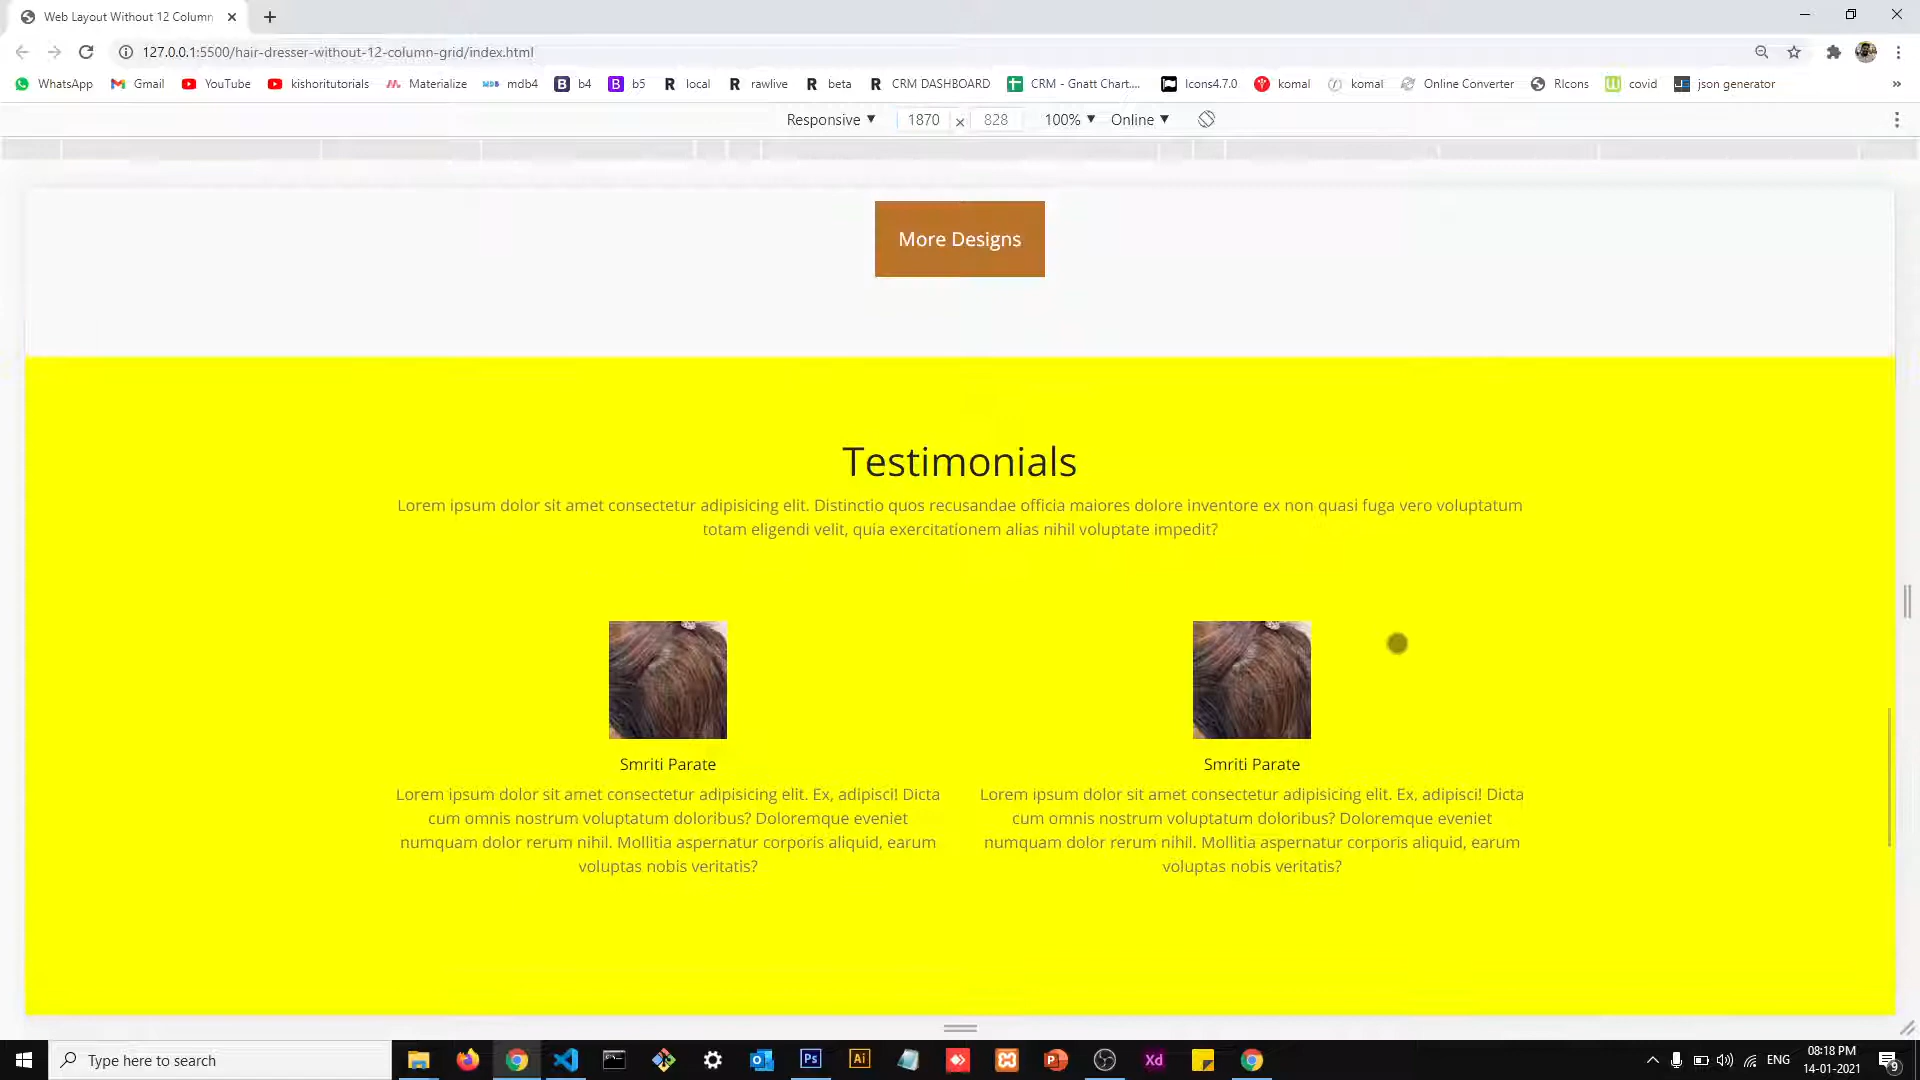 Web Layout Without 12 Column
127.0.0.1:5500/hair-dresser-without-12-column-grid/index.html
WhatsApp Gmail YouTube kishoritutorials Materialize mdb4 b4 b5 local rawlive beta CRM DASHBOARD CRM - Gnatt Chart.... Icons4.7.0 komal komal Online Converter RIcons covid json generator »
Responsive ▼ 1870 × 828 100% ▼ Online ▼
More Designs
Testimonials
Lorem ipsum dolor sit amet consectetur adipisicing elit. Distinctio quos recusandae officia maiores dolore inventore ex non quasi fuga vero voluptatum
totam eligendi velit, quia exercitationem alias nihil voluptate impedit?
Smriti Parate
Lorem ipsum dolor sit amet consectetur adipisicing elit. Ex, adipisci! Dicta
cum omnis nostrum voluptatum doloribus? Doloremque eveniet
numquam dolor rerum nihil. Mollitia aspernatur corporis aliquid, earum
voluptas nobis veritatis?
Smriti Parate
Lorem ipsum dolor sit amet consectetur adipisicing elit. Ex, adipisci! Dicta
cum omnis nostrum voluptatum doloribus? Doloremque eveniet
numquam dolor rerum nihil. Mollitia aspernatur corporis aliquid, earum
voluptas nobis veritatis?
Type here to search
Ps Ai Xd
ENG
08:18 PM
14-01-2021
9